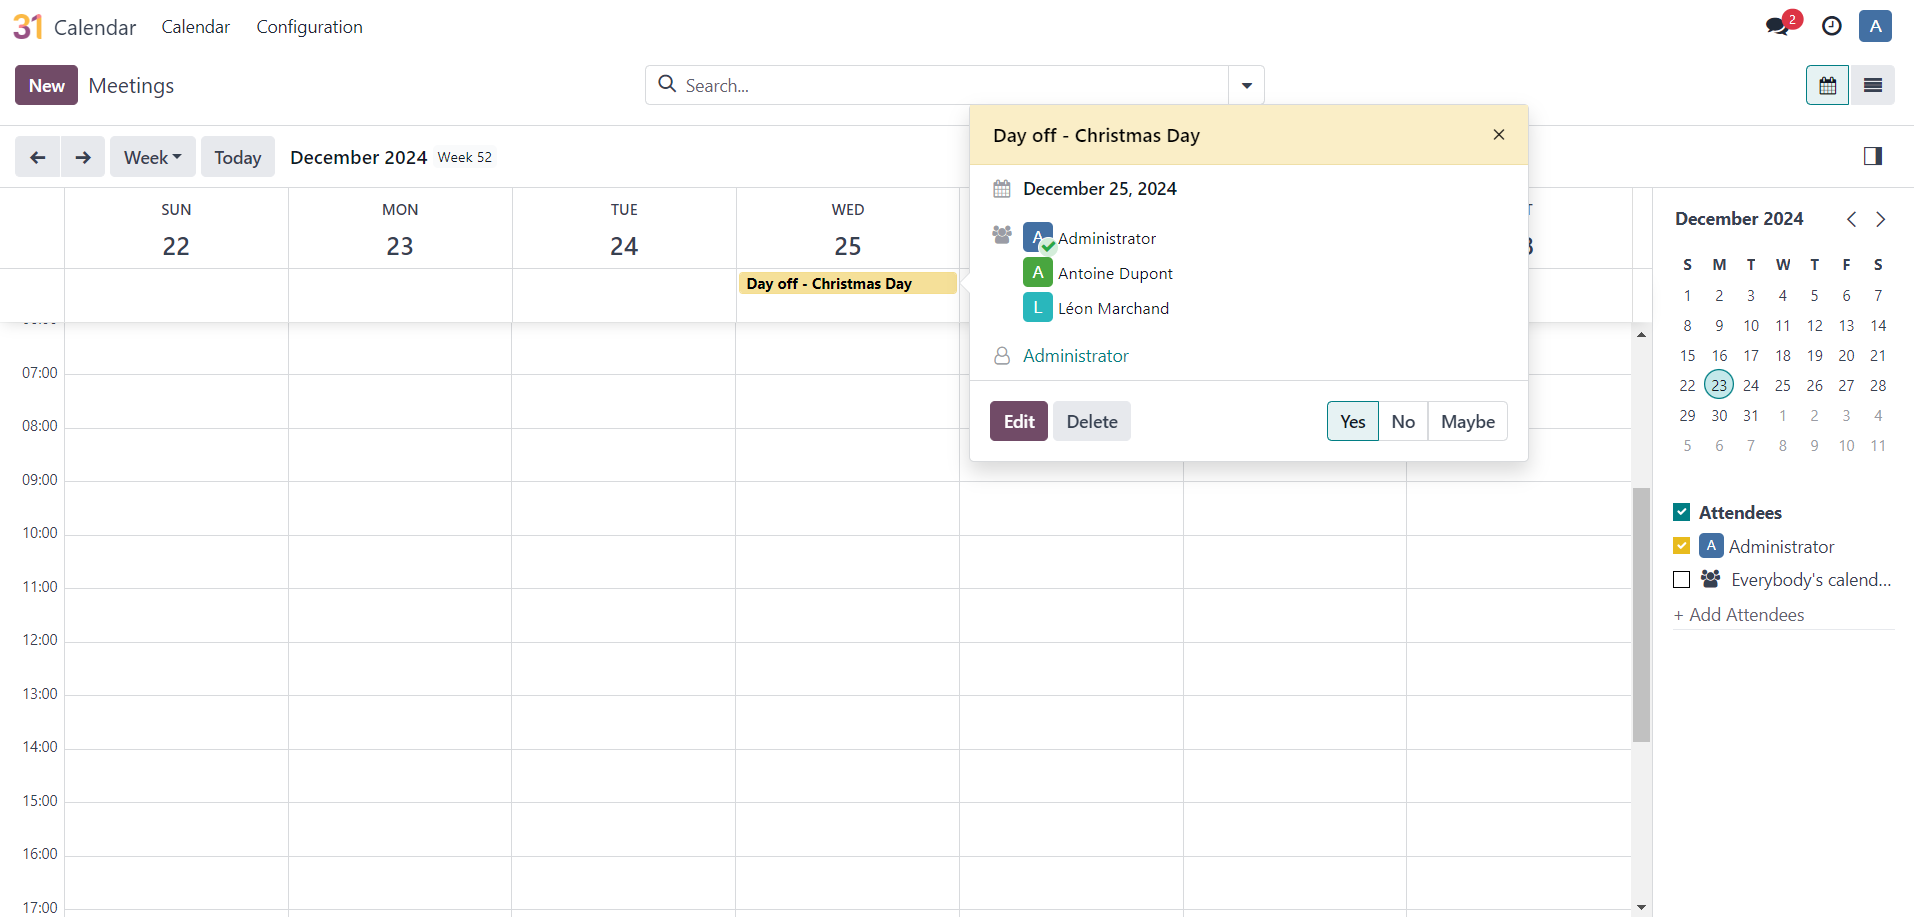 31 Calendar Calendar Configuration 2 A
New Meetings Search...
Week Today December 2024 Week 52
Day off - Christmas Day
December 25, 2024
A Administrator
A Antoine Dupont
L Léon Marchand
Administrator
Edit Delete Yes No Maybe
SUN MON TUE WED
22 23 24 25
Day off - Christmas Day
07:00
08:00
09:00
10:00
11:00
12:00
13:00
14:00
15:00
16:00
17:00
December 2024
S M T W T F S
1 2 3 4 5 6 7
8 9 10 11 12 13 14
15 16 17 18 19 20 21
22 23 24 25 26 27 28
29 30 31 1 2 3 4
5 6 7 8 9 10 11
Attendees
A Administrator
Everybody's calend...
+ Add Attendees